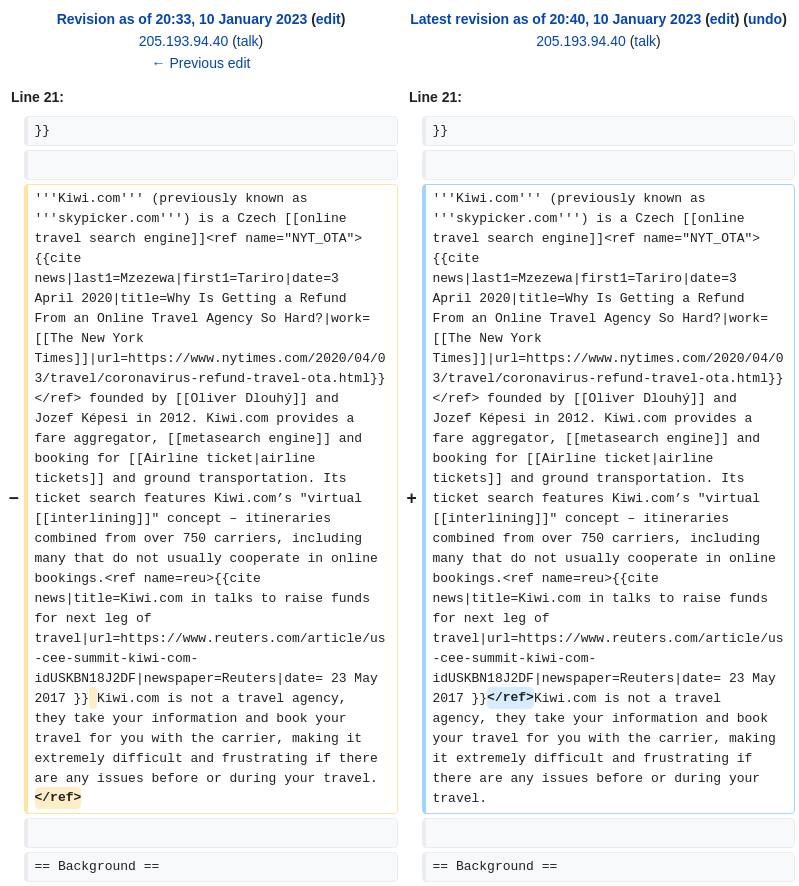 Revision as of 20:33, 10 January 2023 (edit)
205.193.94.40 (talk)
← Previous edit
Latest revision as of 20:40, 10 January 2023 (edit) (undo)
205.193.94.40 (talk)
Line 21:
Line 21:
}}
}}
−
'''Kiwi.com''' (previously known as
'''skypicker.com''') is a Czech [[online
travel search engine]]<ref name="NYT_OTA">
{{cite
news|last1=Mzezewa|first1=Tariro|date=3
April 2020|title=Why Is Getting a Refund
From an Online Travel Agency So Hard?|work=
[[The New York
Times]]|url=https://www.nytimes.com/2020/04/0
3/travel/coronavirus-refund-travel-ota.html}}
</ref> founded by [[Oliver Dlouhý]] and
Jozef Képesi in 2012. Kiwi.com provides a
fare aggregator, [[metasearch engine]] and
booking for [[Airline ticket|airline
tickets]] and ground transportation. Its
ticket search features Kiwi.com’s "virtual
[[interlining]]" concept – itineraries
combined from over 750 carriers, including
many that do not usually cooperate in online
bookings.<ref name=reu>{{cite
news|title=Kiwi.com in talks to raise funds
for next leg of
travel|url=https://www.reuters.com/article/us
-cee-summit-kiwi-com-
idUSKBN18J2DF|newspaper=Reuters|date= 23 May
2017 }} Kiwi.com is not a travel agency,
they take your information and book your
travel for you with the carrier, making it
extremely difficult and frustrating if there
are any issues before or during your travel.
</ref>
+
'''Kiwi.com''' (previously known as
'''skypicker.com''') is a Czech [[online
travel search engine]]<ref name="NYT_OTA">
{{cite
news|last1=Mzezewa|first1=Tariro|date=3
April 2020|title=Why Is Getting a Refund
From an Online Travel Agency So Hard?|work=
[[The New York
Times]]|url=https://www.nytimes.com/2020/04/0
3/travel/coronavirus-refund-travel-ota.html}}
</ref> founded by [[Oliver Dlouhý]] and
Jozef Képesi in 2012. Kiwi.com provides a
fare aggregator, [[metasearch engine]] and
booking for [[Airline ticket|airline
tickets]] and ground transportation. Its
ticket search features Kiwi.com’s "virtual
[[interlining]]" concept – itineraries
combined from over 750 carriers, including
many that do not usually cooperate in online
bookings.<ref name=reu>{{cite
news|title=Kiwi.com in talks to raise funds
for next leg of
travel|url=https://www.reuters.com/article/us
-cee-summit-kiwi-com-
idUSKBN18J2DF|newspaper=Reuters|date= 23 May
2017 }}</ref>Kiwi.com is not a travel
agency, they take your information and book
your travel for you with the carrier, making
it extremely difficult and frustrating if
there are any issues before or during your
travel.
== Background ==
== Background ==